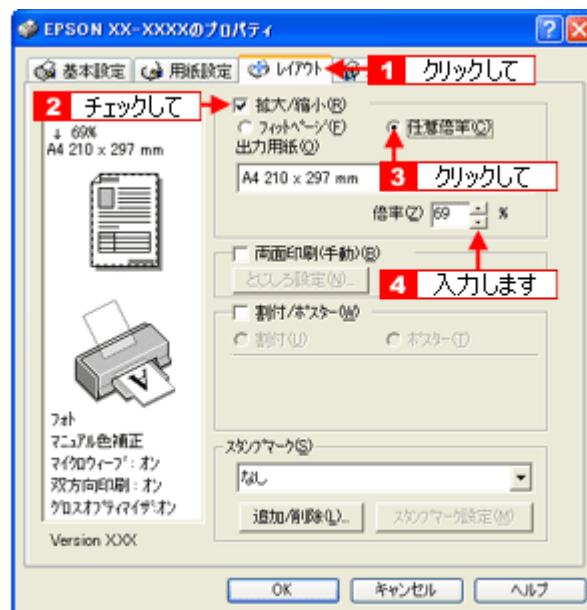 EPSON XX-XXXXのプロパティ
基本設定 用紙設定 レイアウト
1 クリックして
2 チェックして
↓ 69%
A4 210 x 297 mm
フォト
マニュアル色補正
マイクロウィーブ：オン
双方向印刷：オン
グロスオプティマイザ：オン
Version XXX
拡大/縮小(R)
フィットページ(E) 任意倍率(C)
出力用紙(O)
A4 210 x 297 mm
3 クリックして
倍率(Z) 69 %
両面印刷(手動)(B)
とじしろ設定(N)...
4 入力します
割付/ポスター(W)
割付(U) ポスター(T)
スタンプマーク(S)
なし
追加/削除(L)... スタンプマーク設定(M)
OK キャンセル ヘルプ